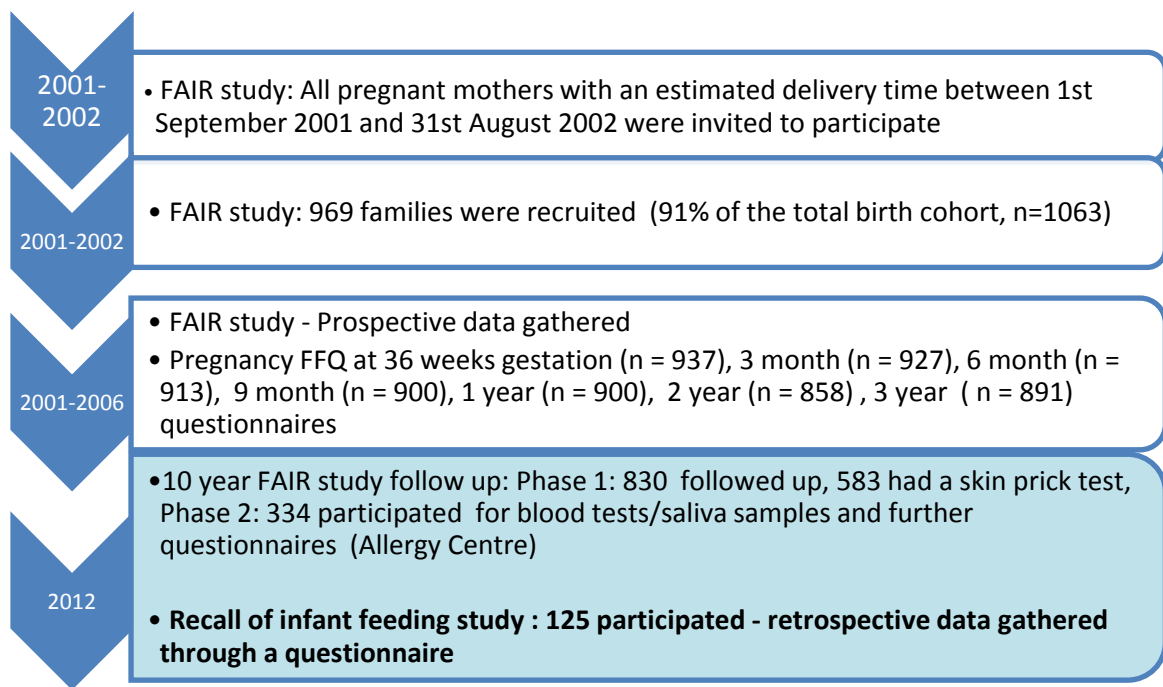 2001-
2002
• FAIR study: All pregnant mothers with an estimated delivery time between 1st
September 2001 and 31st August 2002 were invited to participate
2001-2002
• FAIR study: 969 families were recruited (91% of the total birth cohort, n=1063)
2001-2006
• FAIR study - Prospective data gathered
• Pregnancy FFQ at 36 weeks gestation (n = 937), 3 month (n = 927), 6 month (n =
913), 9 month (n = 900), 1 year (n = 900), 2 year (n = 858) , 3 year ( n = 891)
questionnaires
2012
•10 year FAIR study follow up: Phase 1: 830 followed up, 583 had a skin prick test,
Phase 2: 334 participated for blood tests/saliva samples and further
questionnaires (Allergy Centre)
• Recall of infant feeding study : 125 participated - retrospective data gathered
through a questionnaire